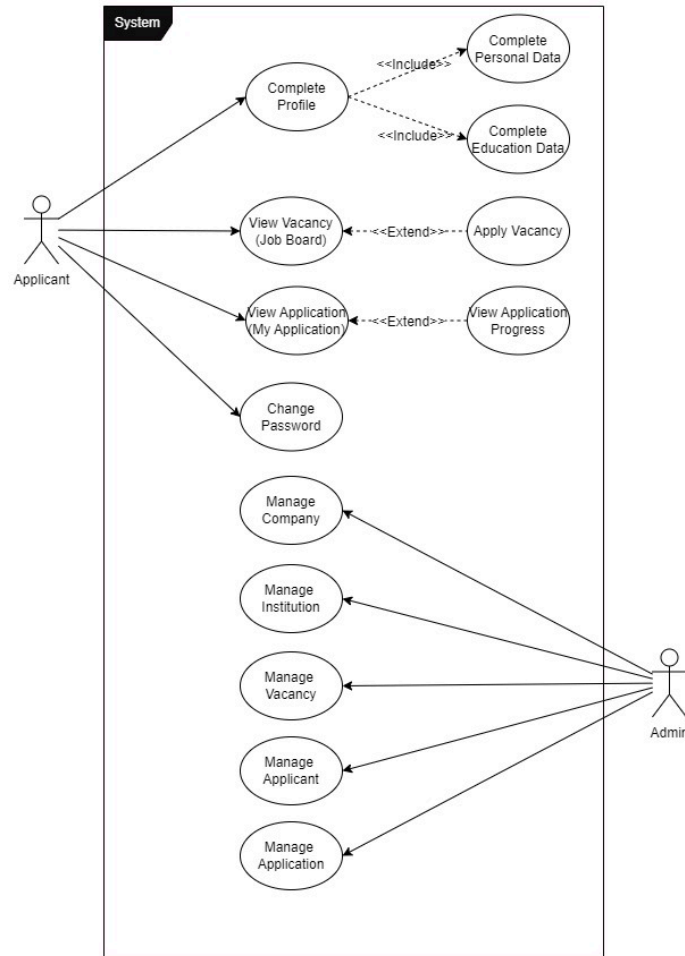 System
Complete
Personal Data
<<Include>>
Complete
Profile
<<Include>>
Complete
Education Data
View Vacancy
(Job Board)
<<Extend>>
Apply Vacancy
Applicant
View Application
(My Application)
<<Extend>>
View Application
Progress
Change
Password
Manage
Company
Manage
Institution
Manage
Vacancy
Admin
Manage
Applicant
Manage
Application